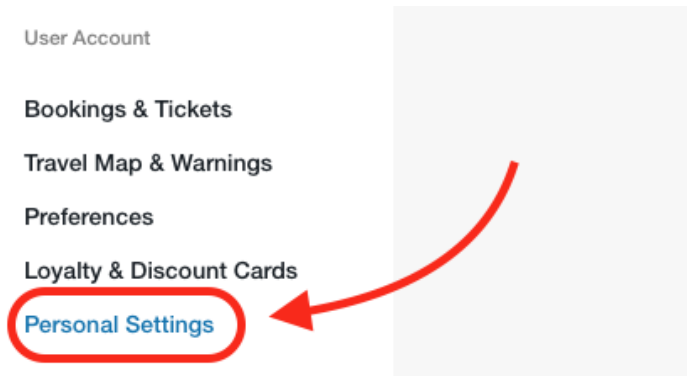 User Account
Bookings & Tickets
Travel Map & Warnings
Preferences
Loyalty & Discount Cards
Personal Settings